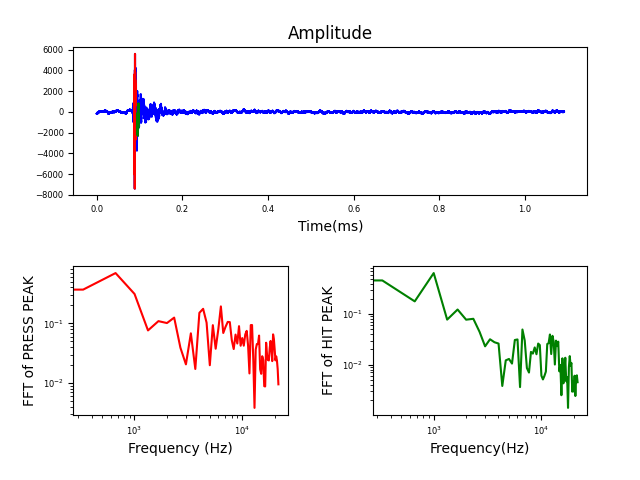 Amplitude
6000
4000
2000
0
−2000
−4000
−6000
−8000
0.0 0.2 0.4 0.6 0.8 1.0
Time(ms)
FFT of PRESS PEAK
10⁻¹
10⁻²
10³ 10⁴
Frequency (Hz)
FFT of HIT PEAK
10⁻¹
10⁻²
10³ 10⁴
Frequency(Hz)